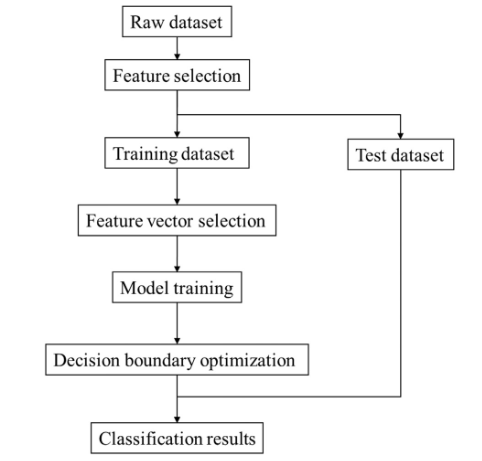 Raw dataset
Feature selection
Training dataset
Test dataset
Feature vector selection
Model training
Decision boundary optimization
Classification results